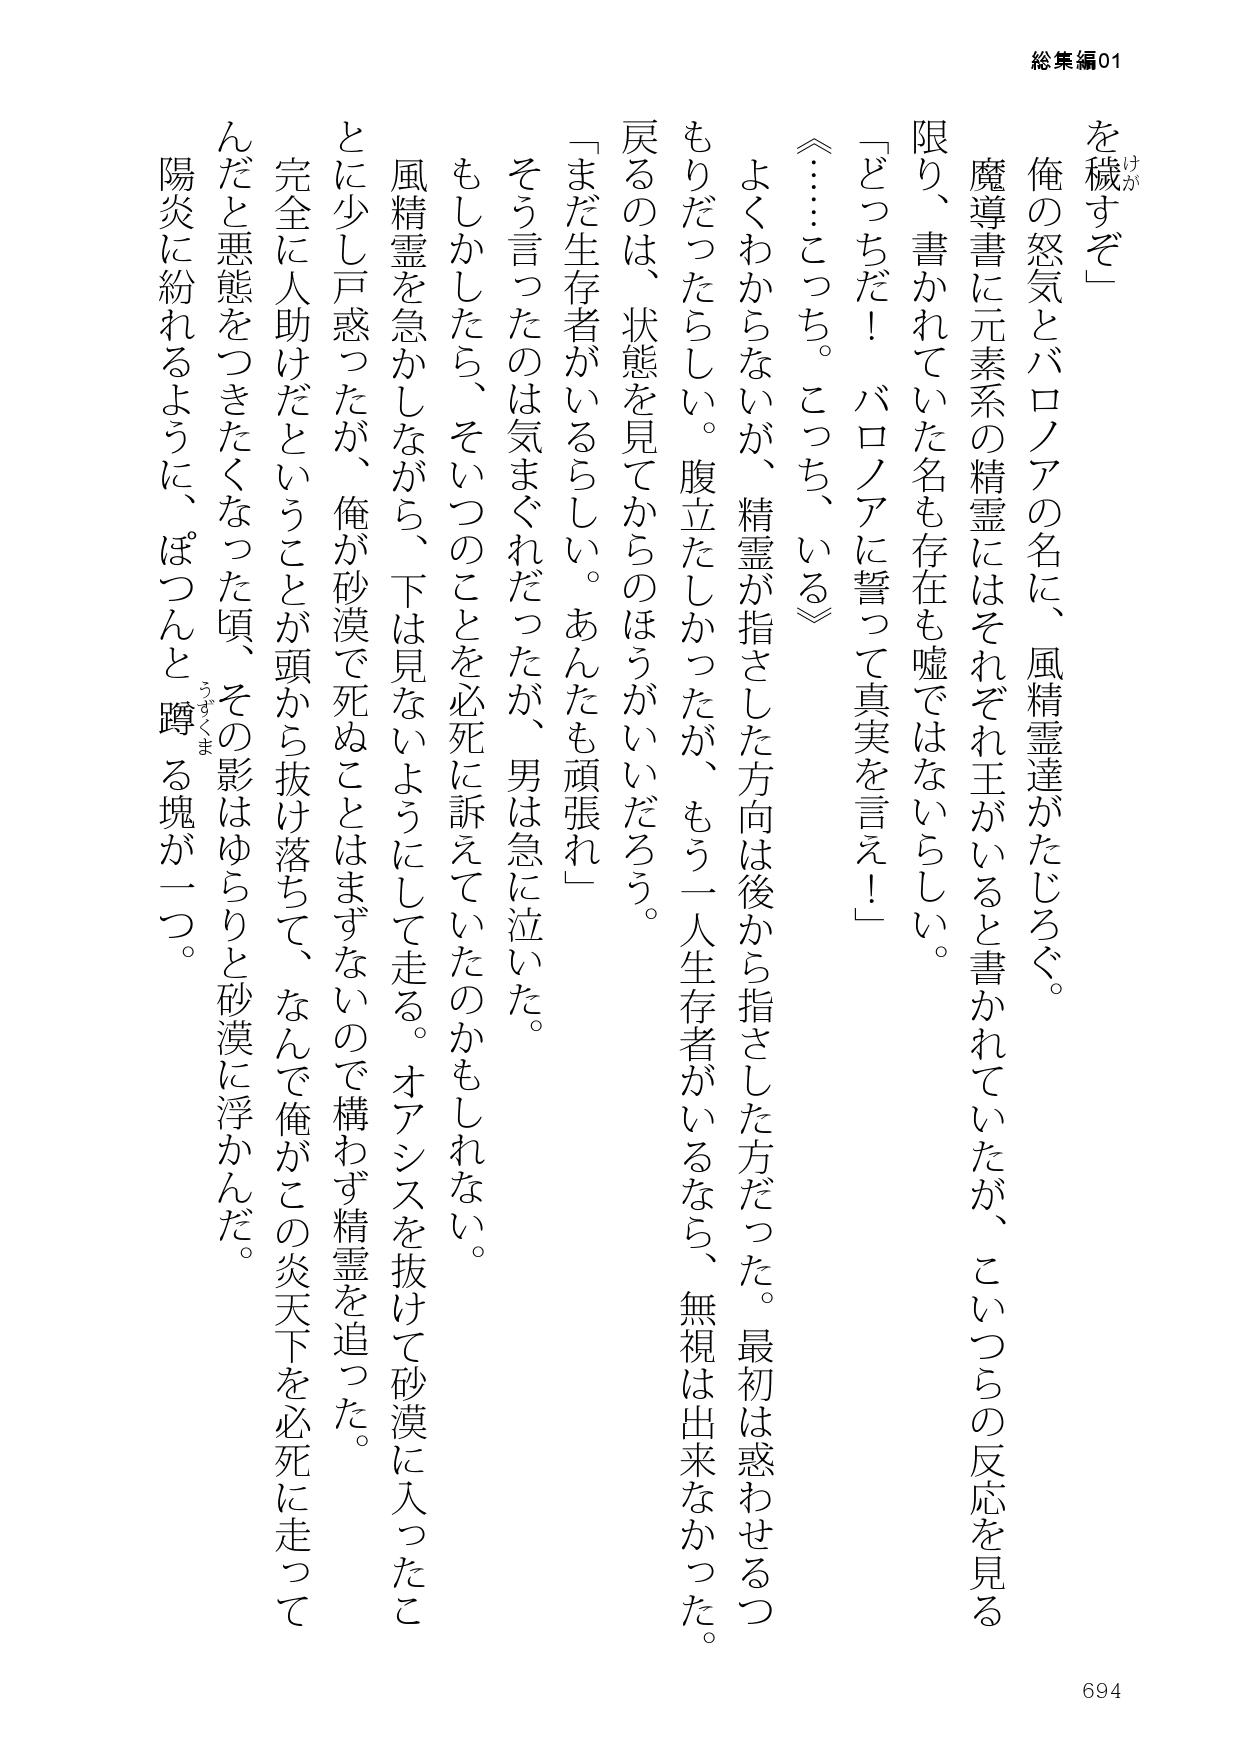 総集編01
を穢すぞ」
けが
俺の怒気とバロノアの名に、風精霊達がたじろぐ。
魔導書に元素系の精霊にはそれぞれ王がいると書かれていたが、こいつらの反応を見る
限り、書かれていた名も存在も嘘ではないらしい。
「どっちだ！　バロノアに誓って真実を言え！」
《……こっち。こっち、いる》
よくわからないが、精霊が指さした方向は後から指さした方だった。最初は惑わせるつ
もりだったらしい。腹立たしかったが、もう一人生存者がいるなら、無視は出来なかった。
戻るのは、状態を見てからのほうがいいだろう。
「まだ生存者がいるらしい。あんたも頑張れ」
そう言ったのは気まぐれだったが、男は急に泣いた。
もしかしたら、そいつのことを必死に訴えていたのかもしれない。
風精霊を急かしながら、下は見ないようにして走る。オアシスを抜けて砂漠に入ったこ
とに少し戸惑ったが、俺が砂漠で死ぬことはまずないので構わず精霊を追った。
完全に人助けだということが頭から抜け落ちて、なんで俺がこの炎天下を必死に走って
んだと悪態をつきたくなった頃、その影はゆらりと砂漠に浮かんだ。
陽炎に紛れるように、ぽつんと蹲る塊が一つ。
うずくま
694